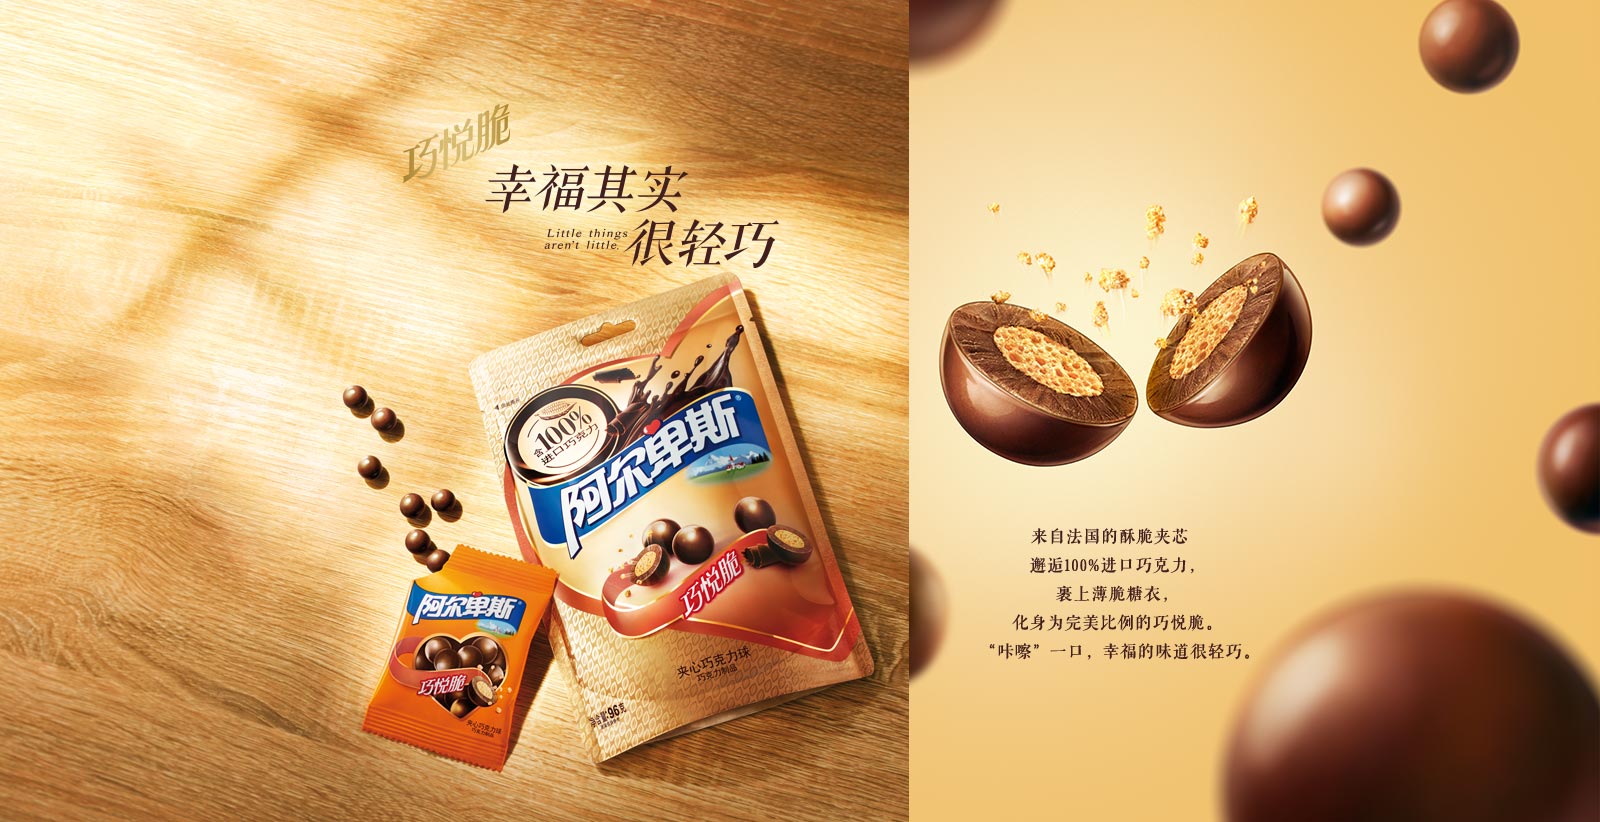 巧悦脆
幸福其实
Little things
aren't little.
很轻巧
含100%
进口巧克力
阿尔卑斯®
巧悦脆
夹心巧克力球
巧克力制品
净含量:96克
阿尔卑斯
巧悦脆
夹心巧克力球
巧克力制品
来自法国的酥脆夹芯
邂逅100%进口巧克力，
裹上薄脆糖衣，
化身为完美比例的巧悦脆。
“咔嚓”一口，幸福的味道很轻巧。